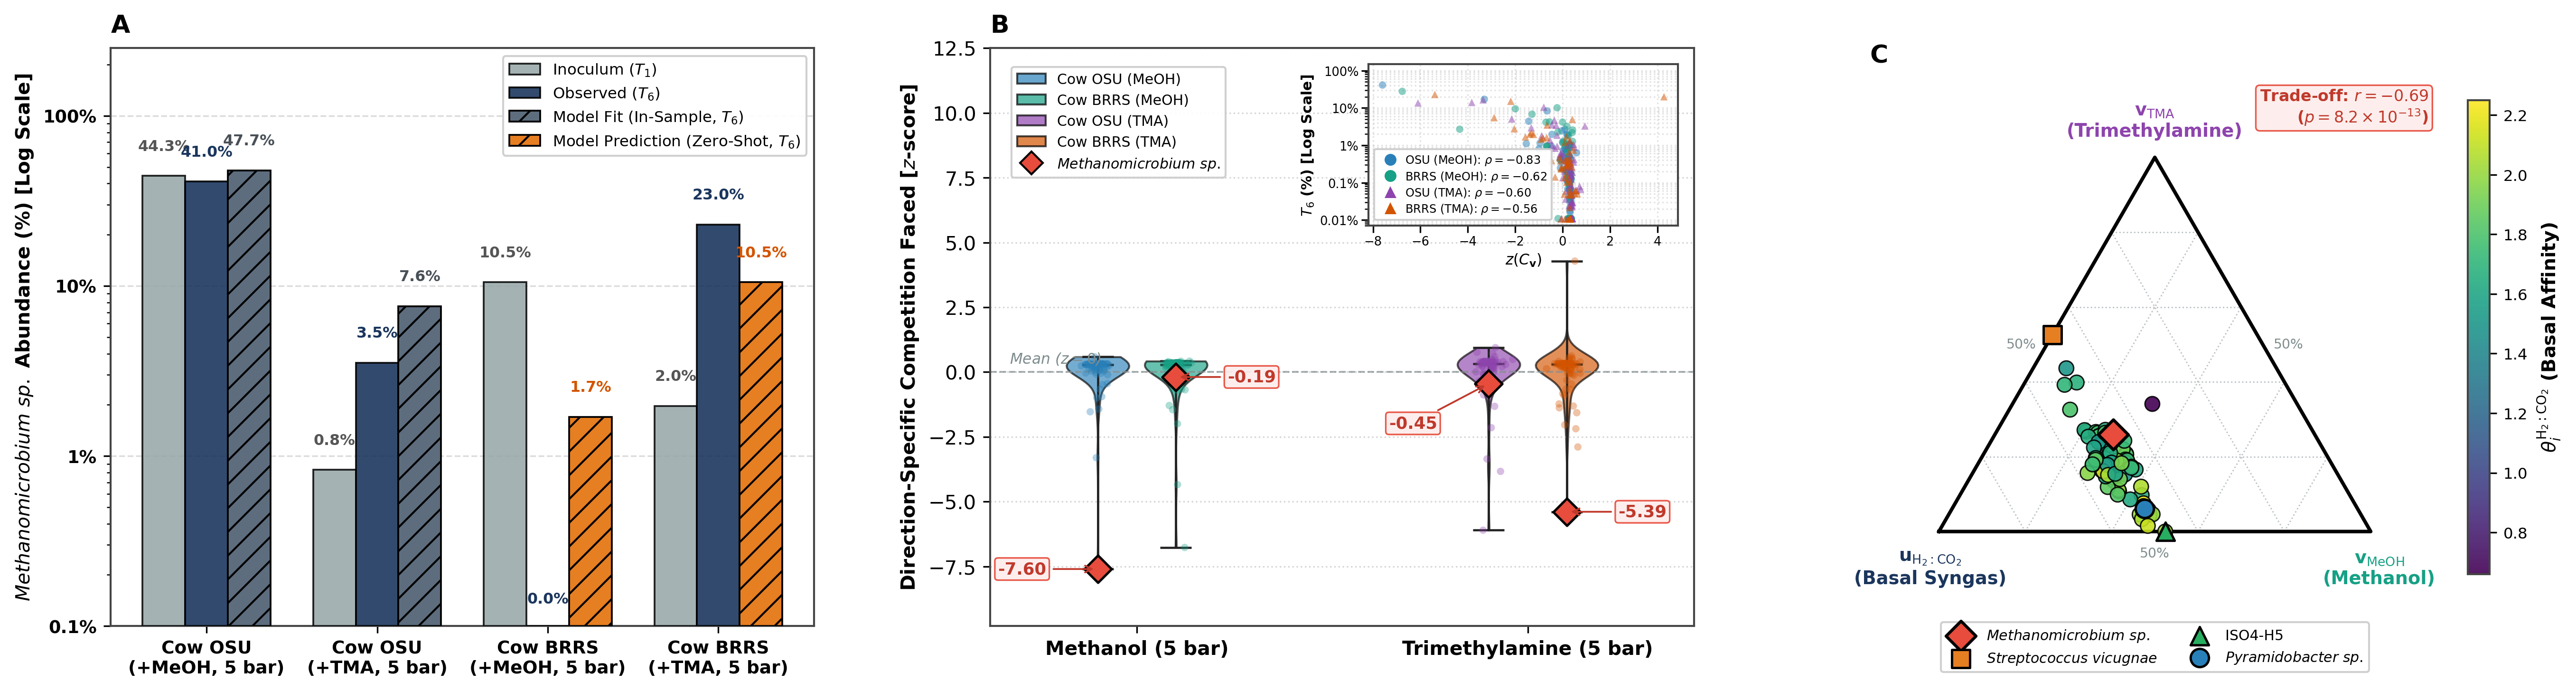 A
Methanomicrobium sp. Abundance (%) [Log Scale]
100%
10%
1%
0.1%
Inoculum (T₁)
Observed (T₆)
Model Fit (In-Sample, T₆)
Model Prediction (Zero-Shot, T₆)
44.3%
41.0%
47.7%
0.8%
3.5%
7.6%
10.5%
0.0%
1.7%
2.0%
23.0%
10.5%
Cow OSU
(+MeOH, 5 bar)
Cow OSU
(+TMA, 5 bar)
Cow BRRS
(+MeOH, 5 bar)
Cow BRRS
(+TMA, 5 bar)
B
Direction-Specific Competition Faced [z-score]
12.5
10.0
7.5
5.0
2.5
0.0
−2.5
−5.0
−7.5
Cow OSU (MeOH)
Cow BRRS (MeOH)
Cow OSU (TMA)
Cow BRRS (TMA)
Methanomicrobium sp.
T₆ (%) [Log Scale]
100%
10%
1%
0.1%
0.01%
OSU (MeOH): ρ = −0.83
BRRS (MeOH): ρ = −0.62
OSU (TMA): ρ = −0.60
BRRS (TMA): ρ = −0.56
−8
−6
−4
−2
0
2
4
z(C_v)
Mean (z = 0)
-7.60
-0.19
-0.45
-5.39
Methanol (5 bar)
Trimethylamine (5 bar)
C
v_TMA
(Trimethylamine)
Trade-off: r = −0.69
(p = 8.2 × 10⁻¹³)
50%
50%
50%
u_H₂:CO₂
(Basal Syngas)
v_MeOH
(Methanol)
2.2
2.0
1.8
1.6
1.4
1.2
1.0
0.8
θᵢ^H₂:CO₂ (Basal Affinity)
Methanomicrobium sp.
Streptococcus vicugnae
ISO4-H5
Pyramidobacter sp.